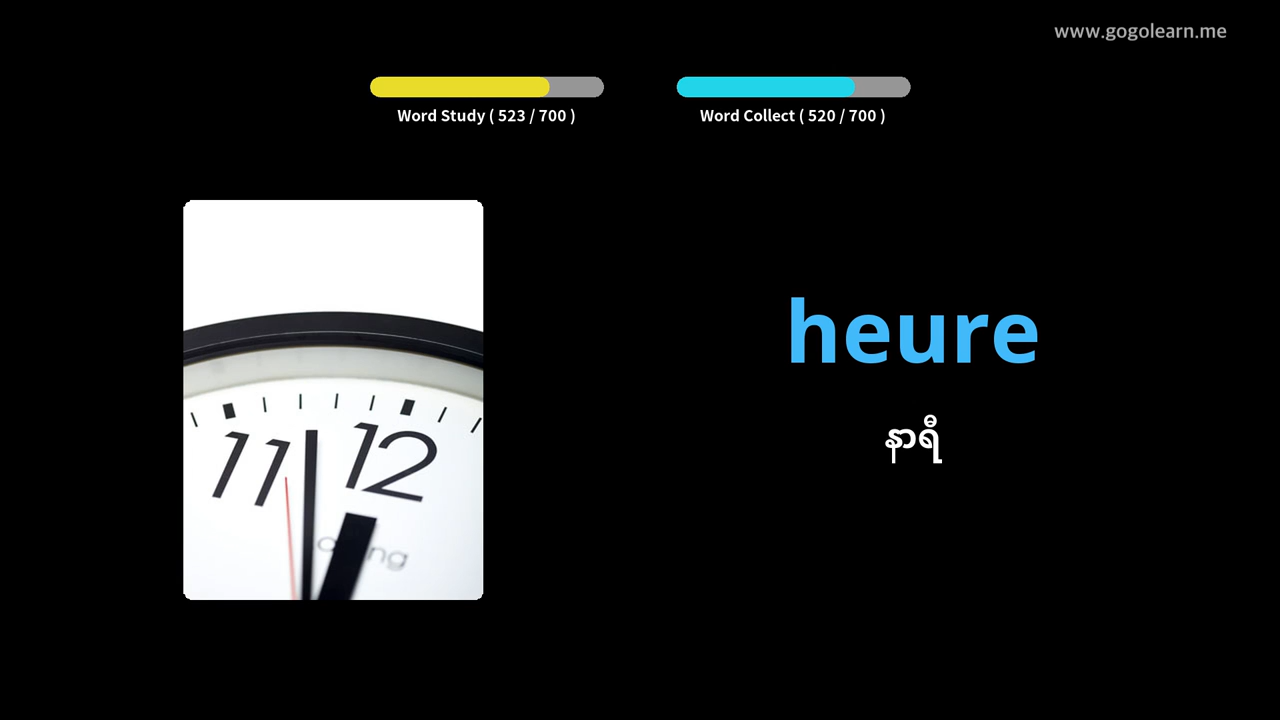 www.gogolearn.me
Word Study ( 523 / 700 )
Word Collect ( 520 / 700 )
heure
နာရီ
11
12